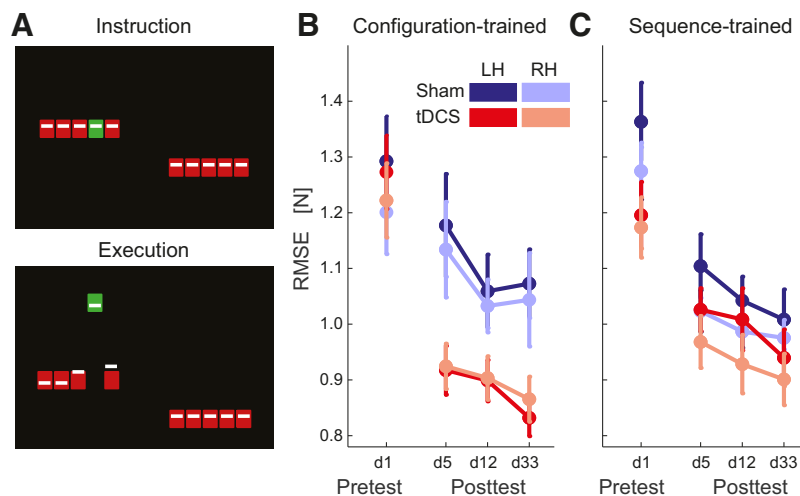 A
Instruction
Execution
B
Configuration-trained
LH
RH
Sham
tDCS
RMSE [N]
1.4
1.3
1.2
1.1
1.0
0.9
0.8
d1
d5
d12
d33
Pretest
Posttest
C
Sequence-trained
d1
d5
d12
d33
Pretest
Posttest